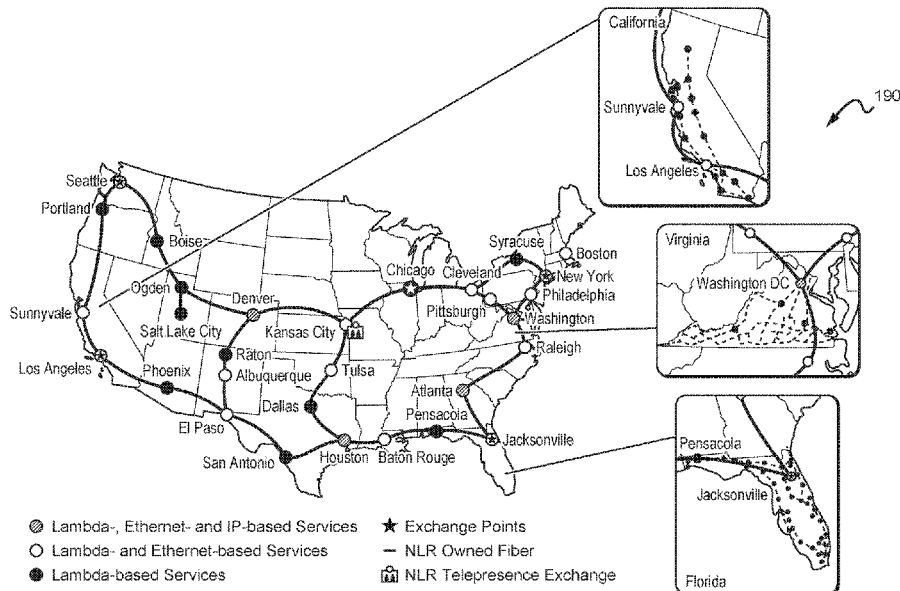 California
Sunnyvale
Los Angeles
190
Seattle
Portland
Boise
Ogden
Salt Lake City
Denver
Sunnyvale
Los Angeles
Phoenix
Raton
Albuquerque
El Paso
San Antonio
Dallas
Houston
Tulsa
Kansas City
Chicago
Cleveland
Pittsburgh
Syracuse
Boston
New York
Philadelphia
Washington
Raleigh
Atlanta
Pensacola
Jacksonville
Baton Rouge
Virginia
Washington DC
Pensacola
Jacksonville
Florida
Lambda-, Ethernet- and IP-based Services
Lambda- and Ethernet-based Services
Lambda-based Services
Exchange Points
NLR Owned Fiber
NLR Telepresence Exchange